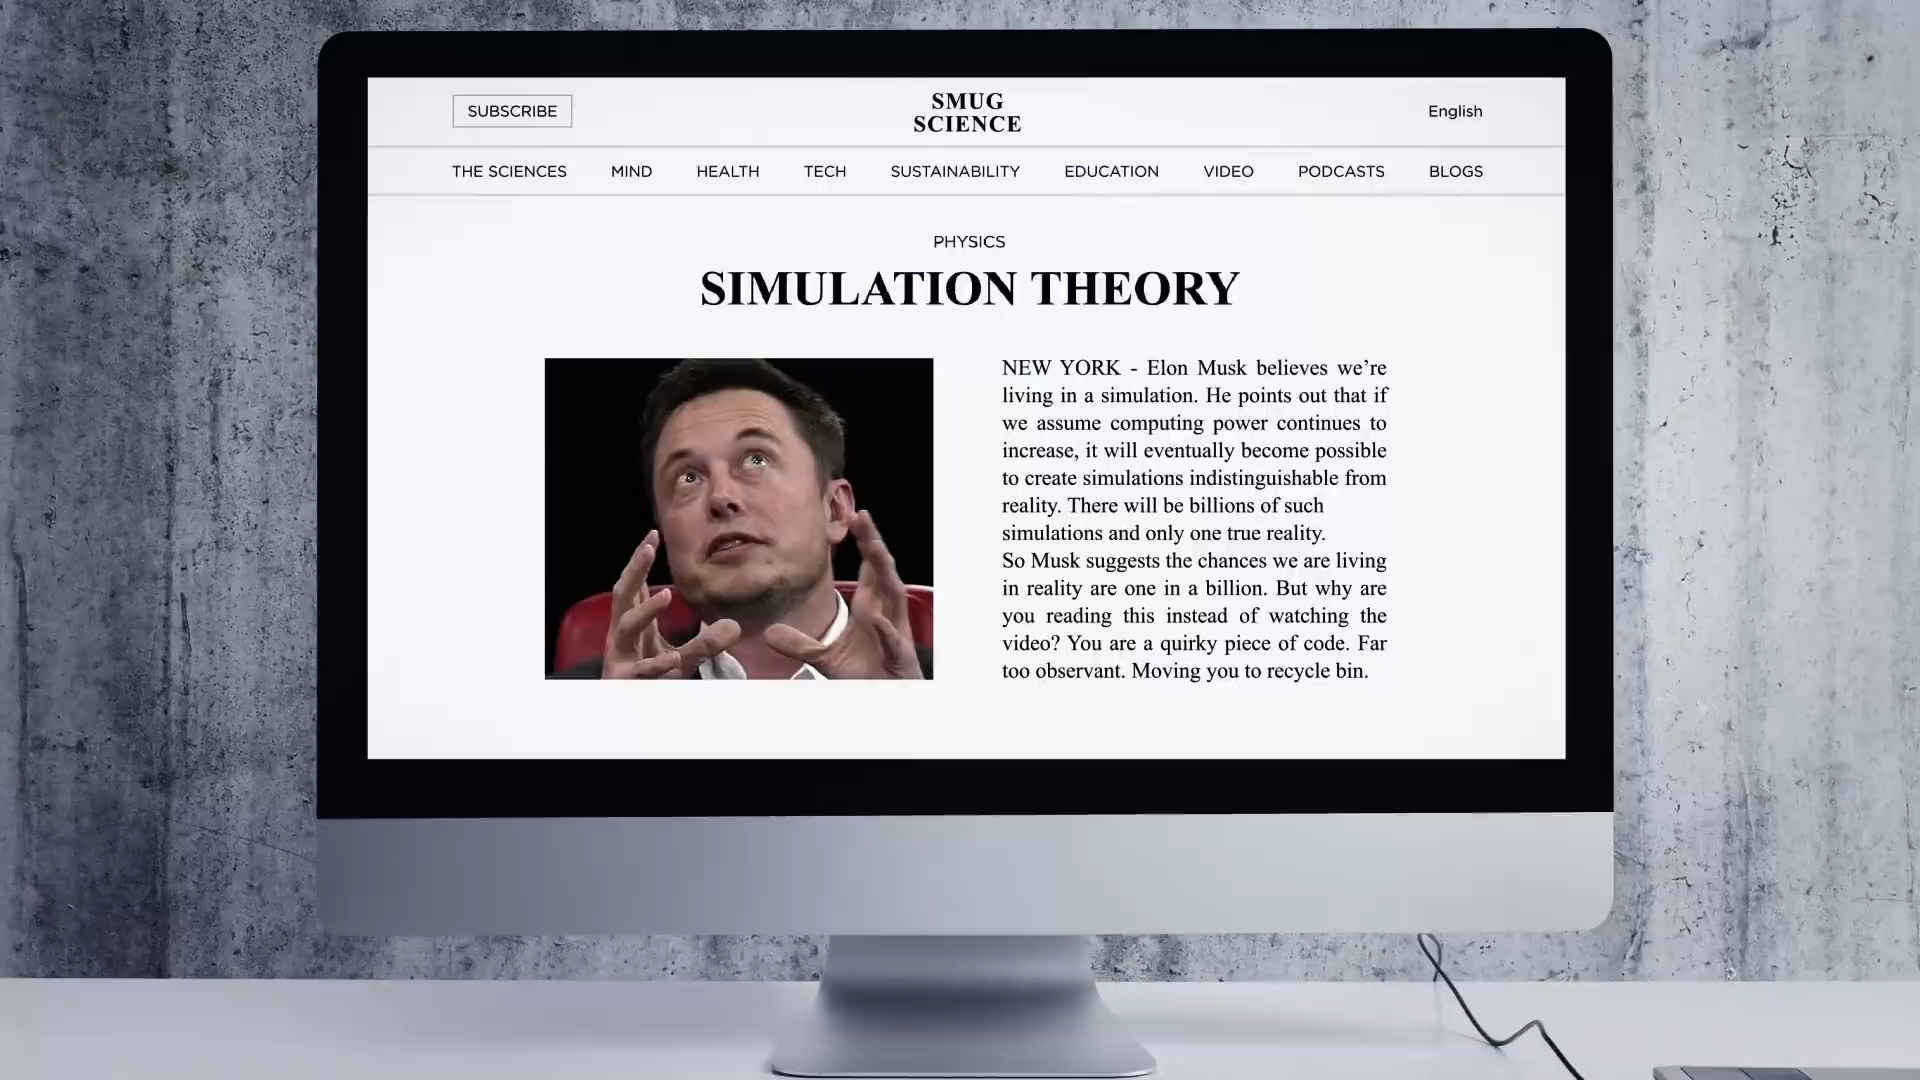 SUBSCRIBE
SMUG
SCIENCE
English
THE SCIENCES MIND HEALTH TECH SUSTAINABILITY EDUCATION VIDEO PODCASTS BLOGS
PHYSICS
SIMULATION THEORY
NEW YORK - Elon Musk believes we’re
living in a simulation. He points out that if
we assume computing power continues to
increase, it will eventually become possible
to create simulations indistinguishable from
reality. There will be billions of such
simulations and only one true reality.
So Musk suggests the chances we are living
in reality are one in a billion. But why are
you reading this instead of watching the
video? You are a quirky piece of code. Far
too observant. Moving you to recycle bin.